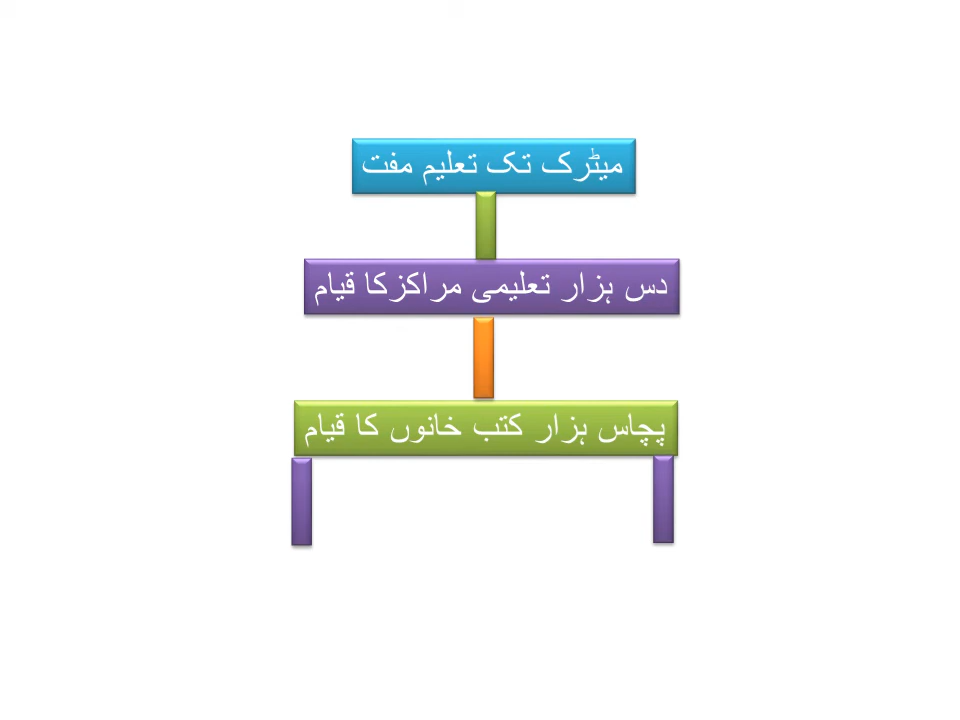 میٹرک تک تعلیم مفت
دس ہزار تعلیمی مراکزکا قیام
پچاس ہزار کتب خانوں کا قیام